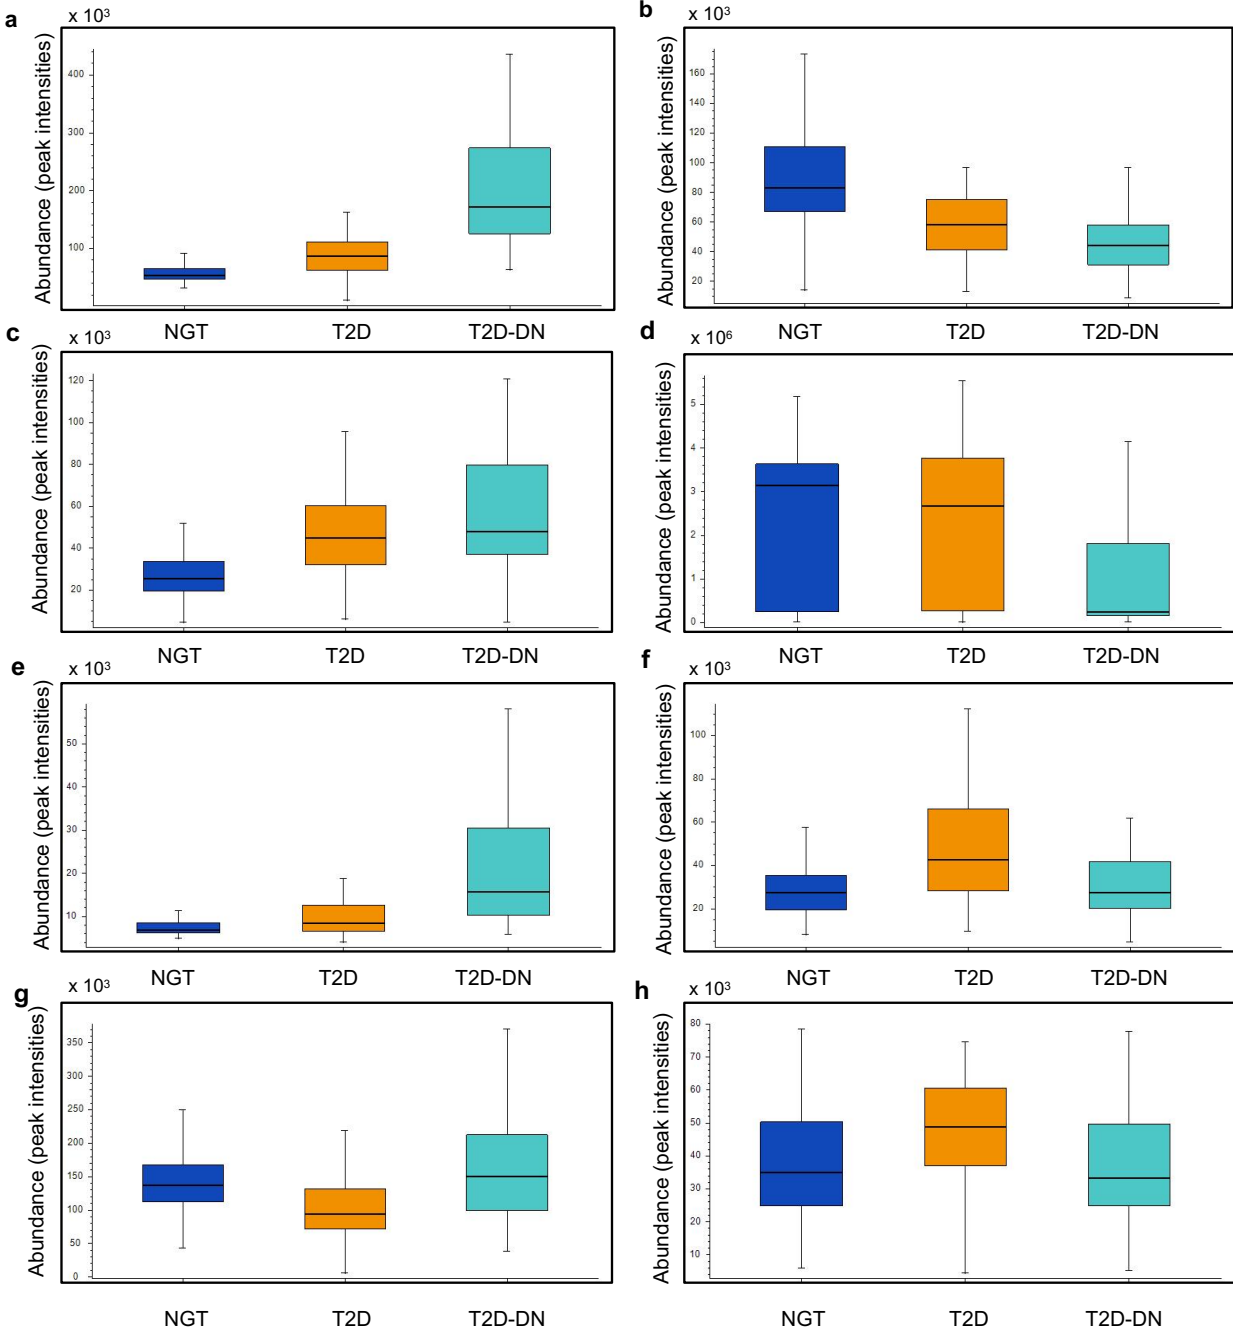 a
x 10³
Abundance (peak intensities)
400
300
200
100
NGT T2D T2D-DN
b
x 10³
Abundance (peak intensities)
160
140
120
100
80
60
40
20
NGT T2D T2D-DN
c
x 10³
Abundance (peak intensities)
120
100
80
60
40
20
NGT T2D T2D-DN
d
x 10⁶
Abundance (peak intensities)
5
4
3
2
1
0
NGT T2D T2D-DN
e
x 10³
Abundance (peak intensities)
50
40
30
20
10
NGT T2D T2D-DN
f
x 10³
Abundance (peak intensities)
100
80
60
40
20
NGT T2D T2D-DN
g
x 10³
Abundance (peak intensities)
350
300
250
200
150
100
50
0
NGT T2D T2D-DN
h
x 10³
Abundance (peak intensities)
80
70
60
50
40
30
20
10
NGT T2D T2D-DN